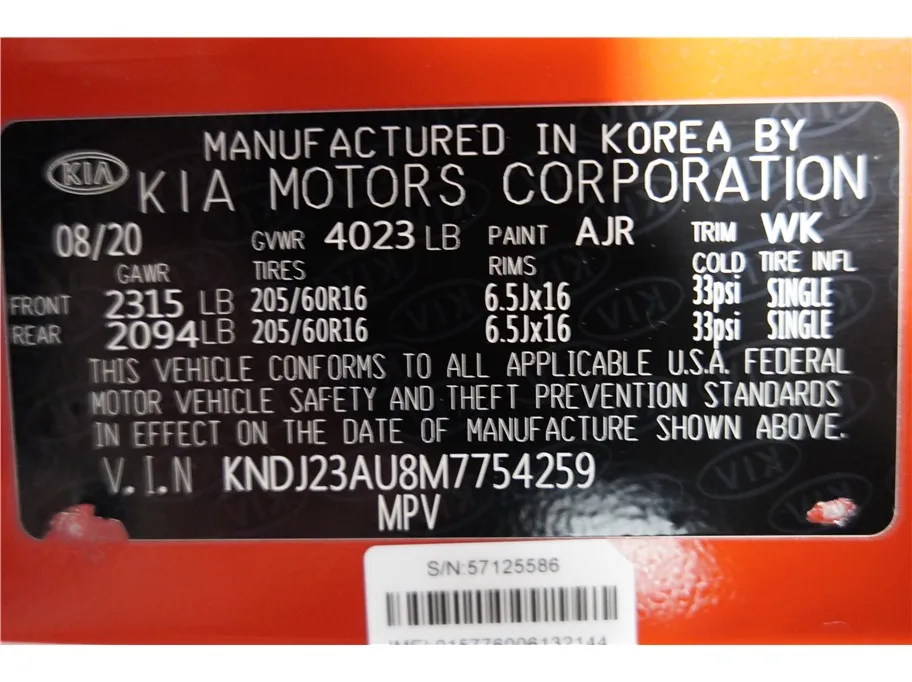 MANUFACTURED IN KOREA BY
KIA KIA MOTORS CORPORATION
08/20 GVWR 4023 LB PAINT AJR TRIM WK
GAWR TIRES RIMS COLD TIRE INFL
FRONT 2315 LB 205/60R16 6.5Jx16 33psi SINGLE
REAR 2094LB 205/60R16 6.5Jx16 33psi SINGLE
THIS VEHICLE CONFORMS TO ALL APPLICABLE U.S.A. FEDERAL
MOTOR VEHICLE SAFETY AND THEFT PREVENTION STANDARDS
IN EFFECT ON THE DATE OF MANUFACTURE SHOWN ABOVE.
V.I.N KNDJ23AU8M7754259
MPV
S/N:57125586